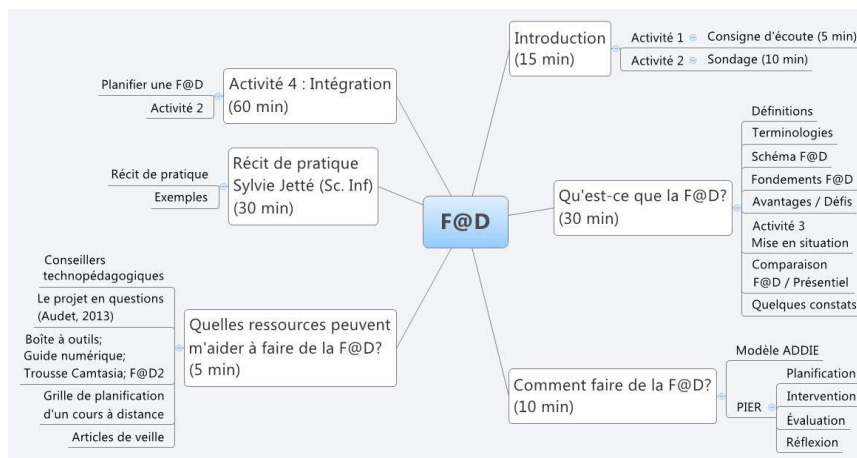 F@D
Introduction
(15 min)
Activité 1
Consigne d'écoute (5 min)
Activité 2
Sondage (10 min)
Qu'est-ce que la F@D?
(30 min)
Définitions
Terminologies
Schéma F@D
Fondements F@D
Avantages / Défis
Activité 3
Mise en situation
Comparaison
F@D / Présentiel
Quelques constats
Comment faire de la F@D?
(10 min)
Modèle ADDIE
PIER
Planification
Intervention
Évaluation
Réflexion
Activité 4 : Intégration
(60 min)
Planifier une F@D
Activité 2
Récit de pratique
Sylvie Jetté (Sc. Inf)
(30 min)
Récit de pratique
Exemples
Quelles ressources peuvent
m'aider à faire de la F@D?
(5 min)
Conseillers
technopédagogiques
Le projet en questions
(Audet, 2013)
Boîte à outils;
Guide numérique;
Trousse Camtasia; F@D2
Grille de planification
d'un cours à distance
Articles de veille